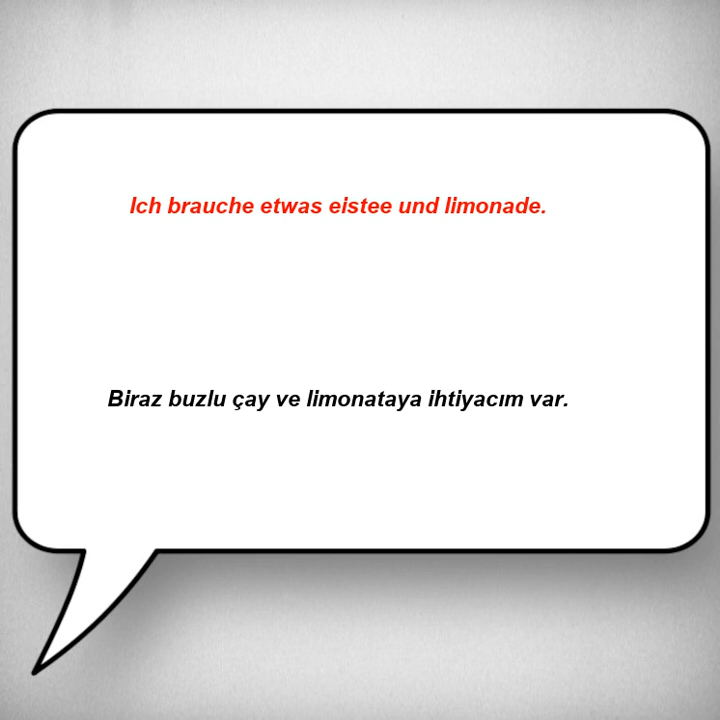 Ich brauche etwas eistee und limonade.
Biraz buzlu çay ve limonataya ihtiyacım var.